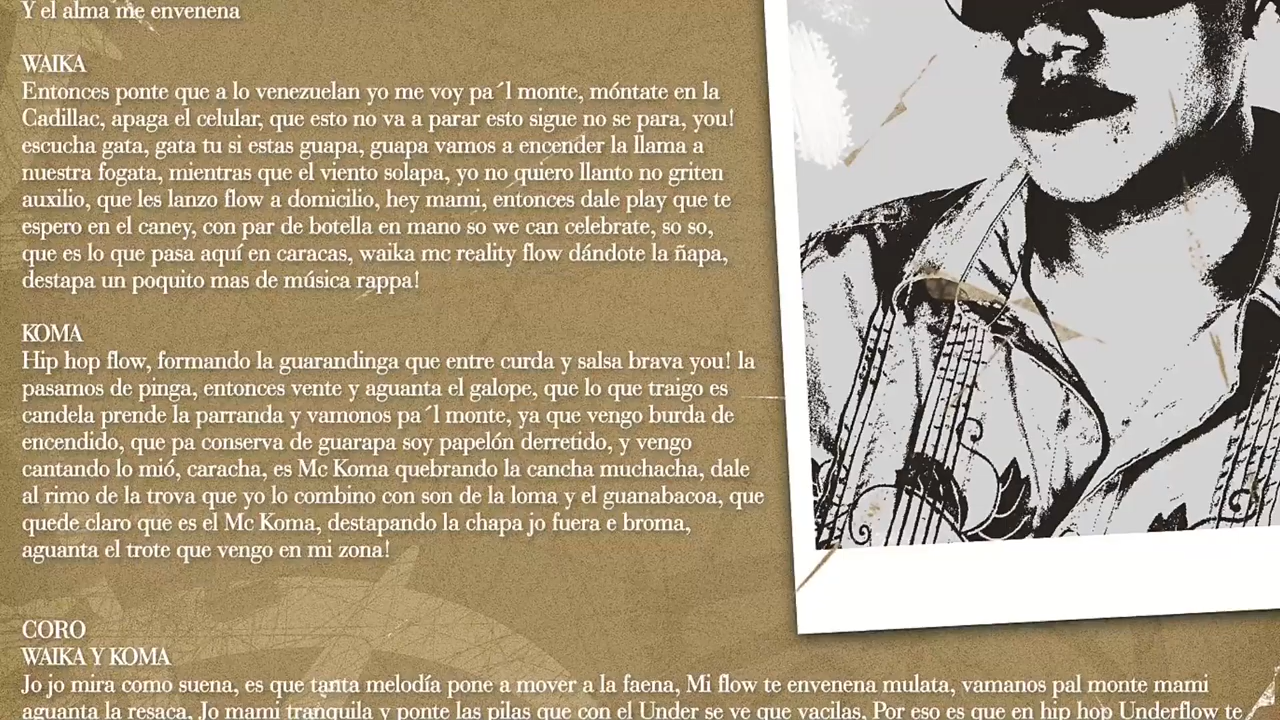 Y el alma me envenena
WAIKA
Entonces ponte que a lo venezuelan yo me voy pa´l monte, móntate en la
Cadillac, apaga el celular, que esto no va a parar esto sigue no se para, you!
escucha gata, gata tu si estas guapa, guapa vamos a encender la llama a
nuestra fogata, mientras que el viento solapa, yo no quiero llanto no griten
auxilio, que les lanzo flow a domicilio, hey mami, entonces dale play que te
espero en el caney, con par de botella en mano so we can celebrate, so so,
que es lo que pasa aquí en caracas, waika mc reality flow dándote la ñapa,
destapa un poquito mas de música rappa!
KOMA
Hip hop flow, formando la guarandinga que entre curda y salsa brava you! la
pasamos de pinga, entonces vente y aguanta el galope, que lo que traigo es
candela prende la parranda y vamonos pa´l monte, ya que vengo burda de
encendido, que pa conserva de guarapa soy papelón derretido, y vengo
cantando lo mió, caracha, es Mc Koma quebrando la cancha muchacha, dale
al rimo de la trova que yo lo combino con son de la loma y el guanabacoa, que
quede claro que es el Mc Koma, destapando la chapa jo fuera e broma,
aguanta el trote que vengo en mi zona!
CORO
WAIKA Y KOMA
Jo jo mira como suena, es que tanta melodía pone a mover a la faena, Mi flow te envenena mulata, vamanos pal monte mami
aguanta la resaca, Jo mami tranquila y ponte las pilas que con el Under se ve que vacilas, Por eso es que en hip hop Underflow te